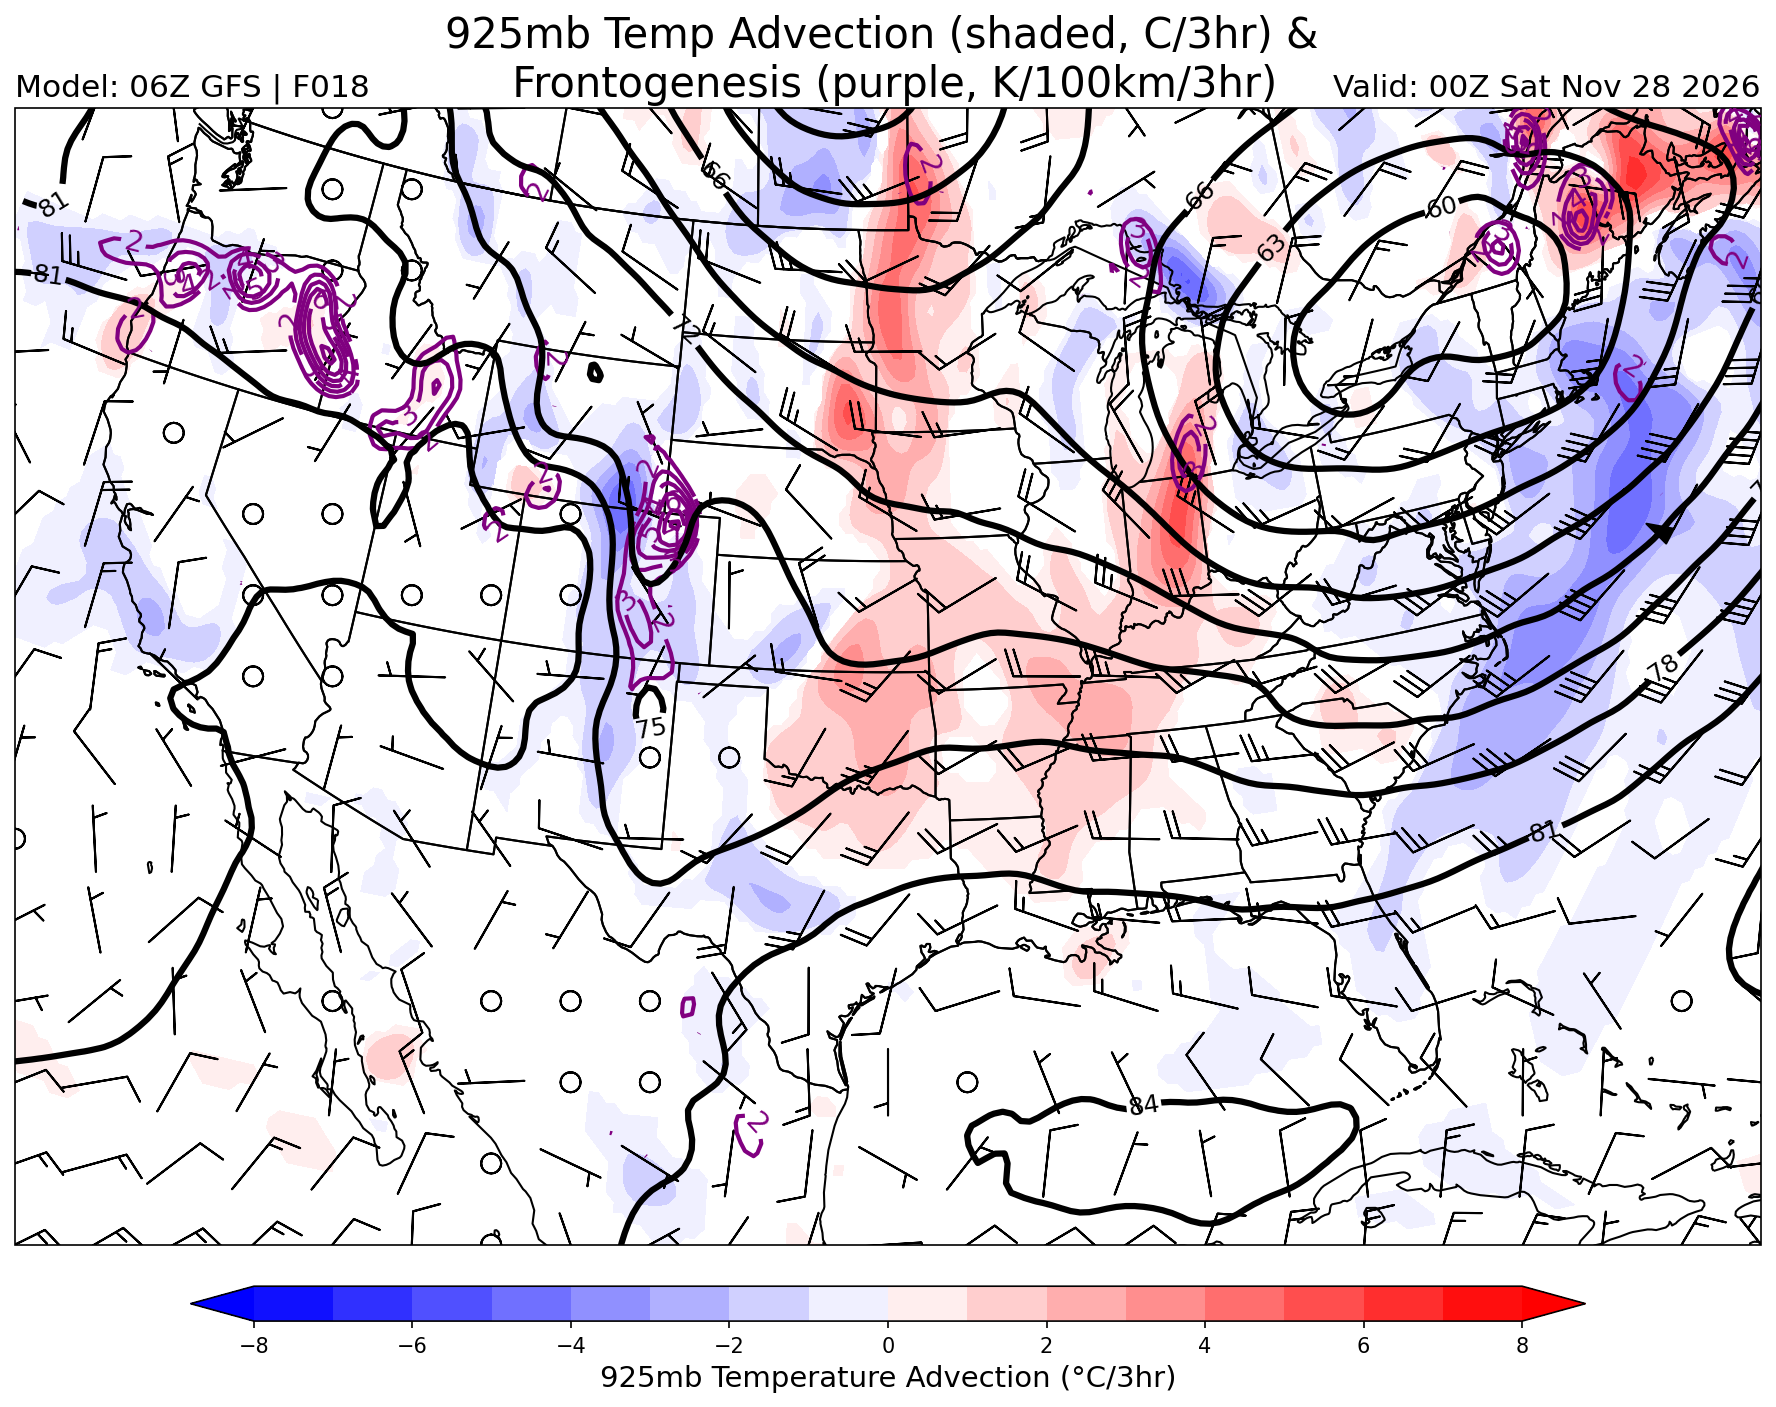 925mb Temp Advection (shaded, C/3hr) &
Model: 06Z GFS | F018 Frontogenesis (purple, K/100km/3hr) Valid: 00Z Sat Nov 28 2026
66
81
66
60
63
81
72
78
75
81
84
−8 −6 −4 −2 0 2 4 6 8
925mb Temperature Advection (°C/3hr)